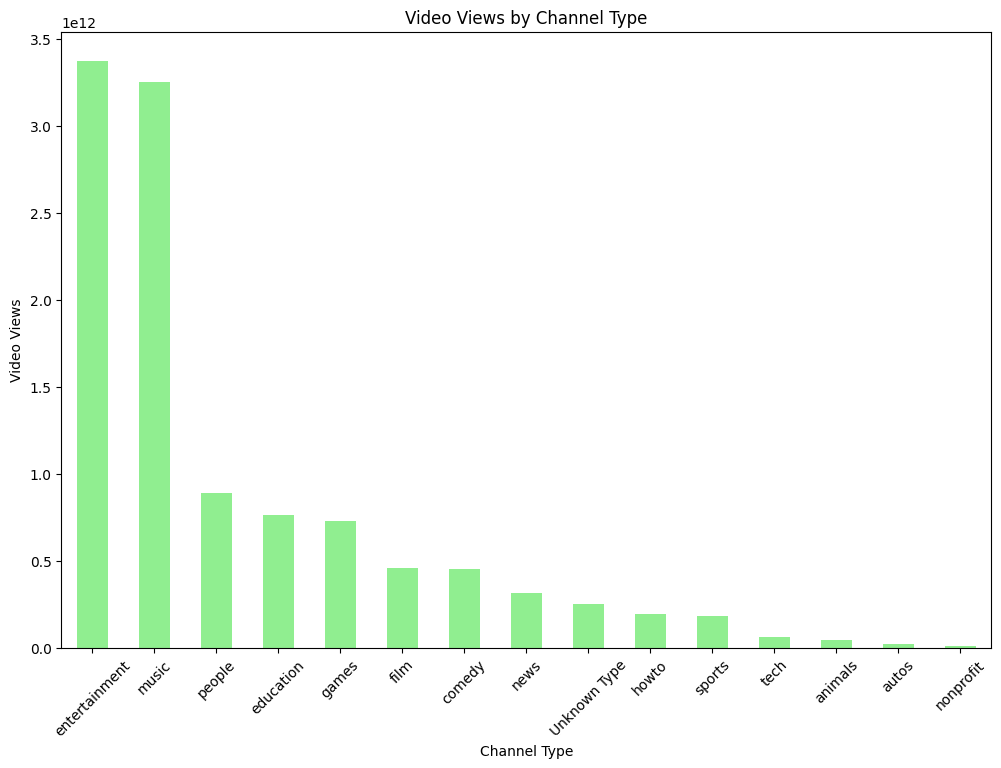 Video Views by Channel Type
1e12
3.5
3.0
2.5
2.0
1.5
1.0
0.5
0.0
Video Views
entertainment
music
people
education
games
film
comedy
news
Unknown Type
howto
sports
tech
animals
autos
nonprofit
Channel Type